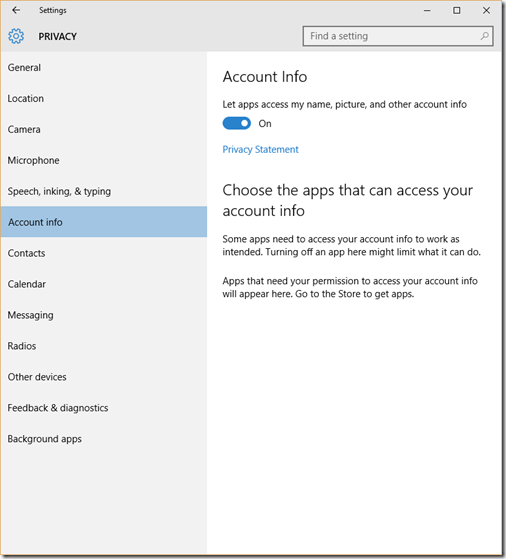 Settings
PRIVACY
Find a setting
General
Location
Camera
Microphone
Speech, inking, & typing
Account info
Contacts
Calendar
Messaging
Radios
Other devices
Feedback & diagnostics
Background apps
Account Info
Let apps access my name, picture, and other account info
On
Privacy Statement
Choose the apps that can access your
account info
Some apps need to access your account info to work as
intended. Turning off an app here might limit what it can do.
Apps that need your permission to access your account info
will appear here. Go to the Store to get apps.